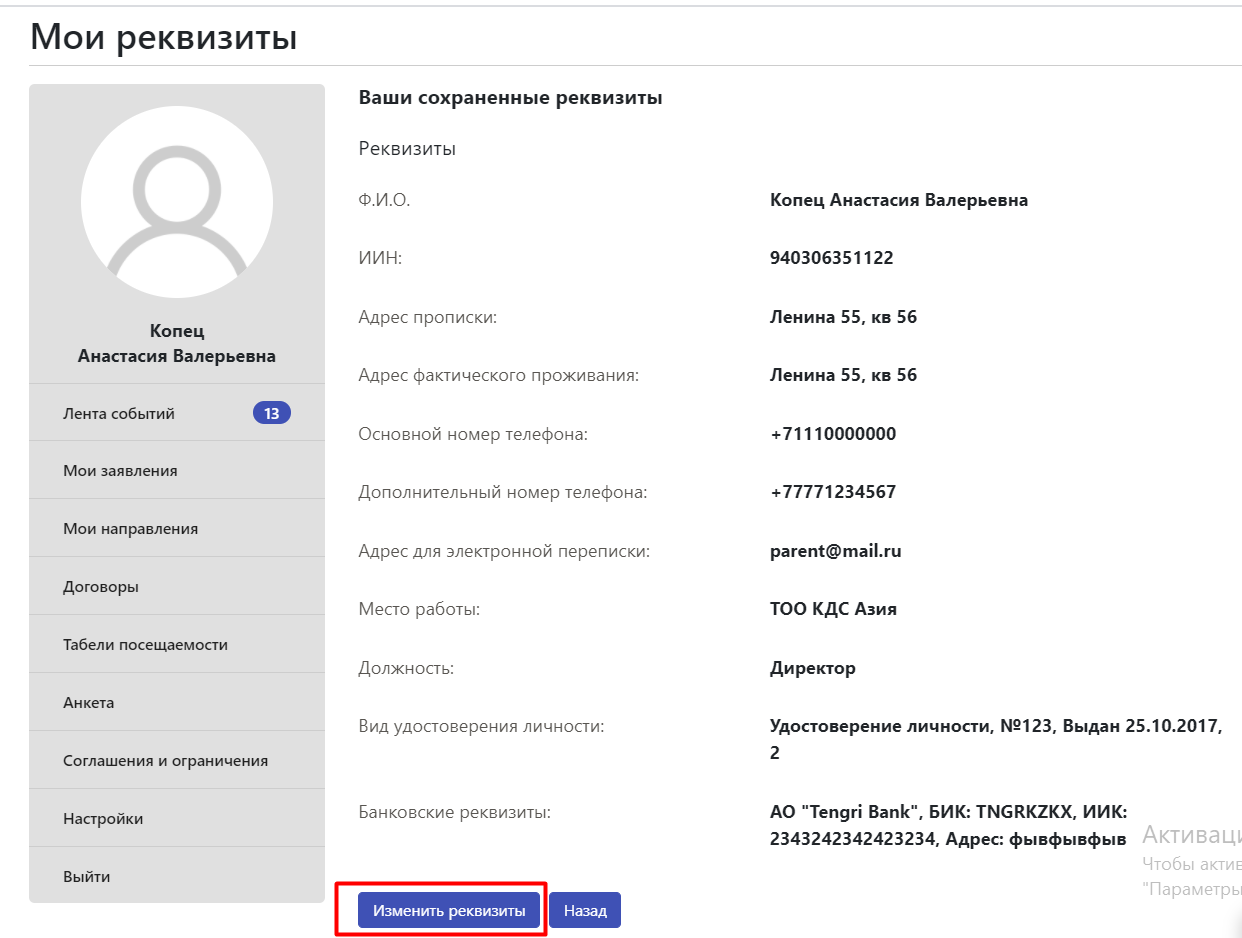 Мои реквизиты
Копец
Анастасия Валерьевна
Лента событий 13
Мои заявления
Мои направления
Договоры
Табели посещаемости
Анкета
Соглашения и ограничения
Настройки
Выйти
Ваши сохраненные реквизиты
Реквизиты
Ф.И.О. Копец Анастасия Валерьевна
ИИН: 940306351122
Адрес прописки: Ленина 55, кв 56
Адрес фактического проживания: Ленина 55, кв 56
Основной номер телефона: +71110000000
Дополнительный номер телефона: +77771234567
Адрес для электронной переписки: parent@mail.ru
Место работы: ТОО КДС Азия
Должность: Директор
Вид удостоверения личности: Удостоверение личности, №123, Выдан 25.10.2017,
2
Банковские реквизиты: АО "Tengri Bank", БИК: TNGRKZKX, ИИК:
2343242342423234, Адрес: фывфывфыв
Изменить реквизиты Назад
Активаци
Чтобы актив
"Параметры